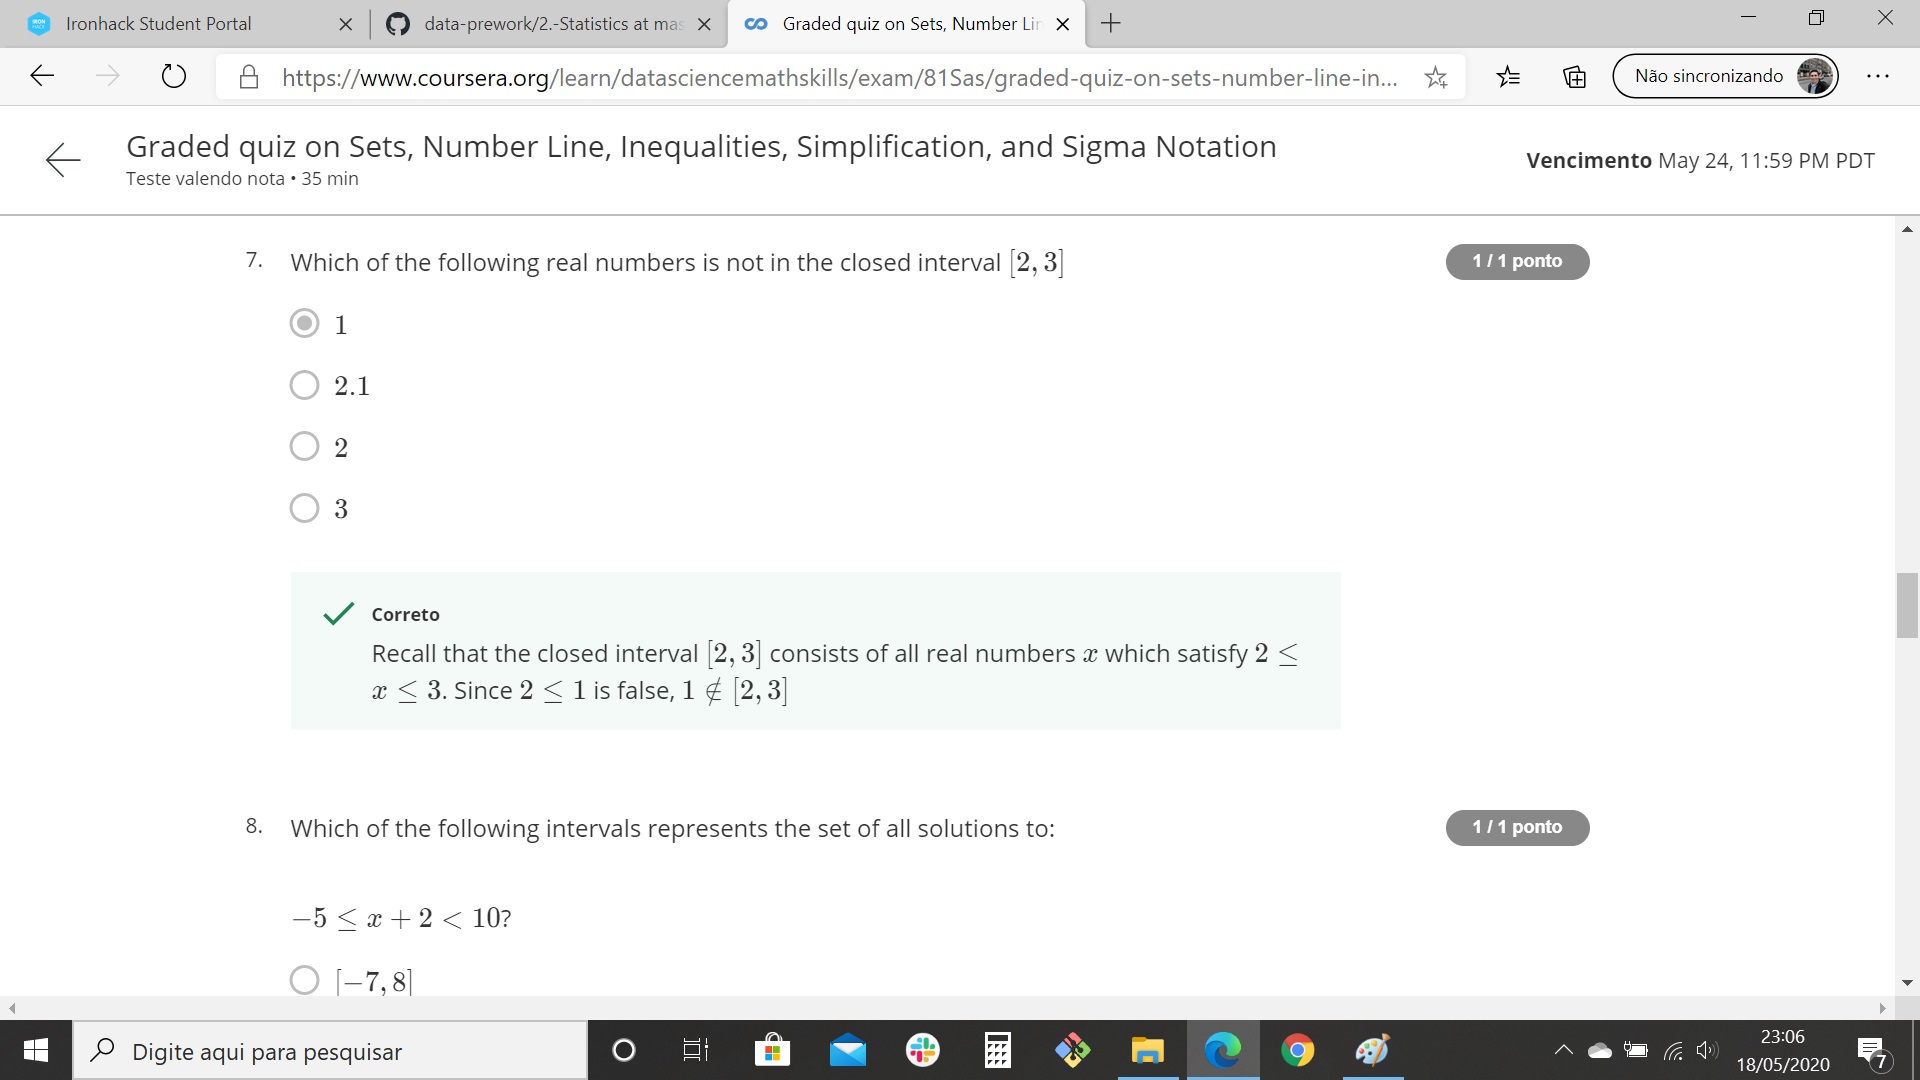 Ironhack Student Portal
data-prework/2.-Statistics at mas
Graded quiz on Sets, Number Lin
https://www.coursera.org/learn/datasciencemathskills/exam/81Sas/graded-quiz-on-sets-number-line-in...
Não sincronizando
Graded quiz on Sets, Number Line, Inequalities, Simplification, and Sigma Notation
Teste valendo nota • 35 min
Vencimento May 24, 11:59 PM PDT
7. Which of the following real numbers is not in the closed interval [2, 3]
1 / 1 ponto
1
2.1
2
3
Correto
Recall that the closed interval [2, 3] consists of all real numbers x which satisfy 2 ≤
x ≤ 3. Since 2 ≤ 1 is false, 1 ∉ [2, 3]
8. Which of the following intervals represents the set of all solutions to:
1 / 1 ponto
−5 ≤ x + 2 < 10?
[−7, 8]
Digite aqui para pesquisar
23:06
18/05/2020
7